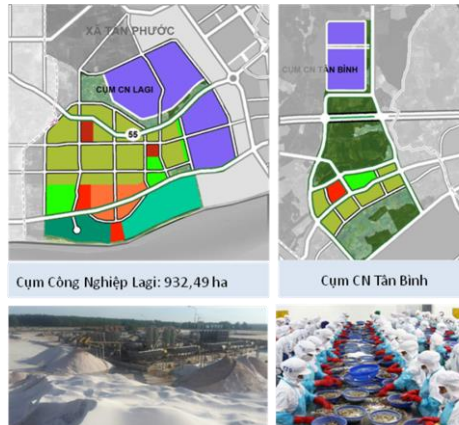 XÃ TÂN PHƯỚC
CỤM CN LAGI
55
Cụm Công Nghiệp Lagi: 932,49 ha
CỤM CN TÂN BÌNH
Cụm CN Tân Bình